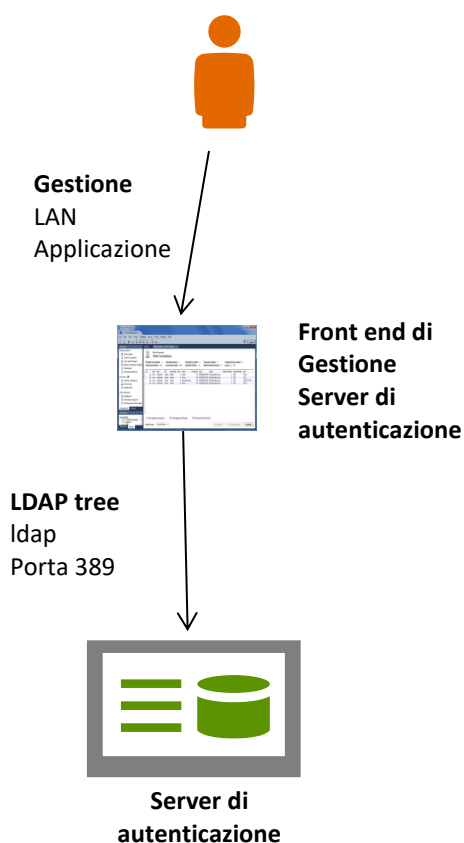 Gestione
LAN
Applicazione
Front end di
Gestione
Server di
autenticazione
LDAP tree
ldap
Porta 389
Server di
autenticazione